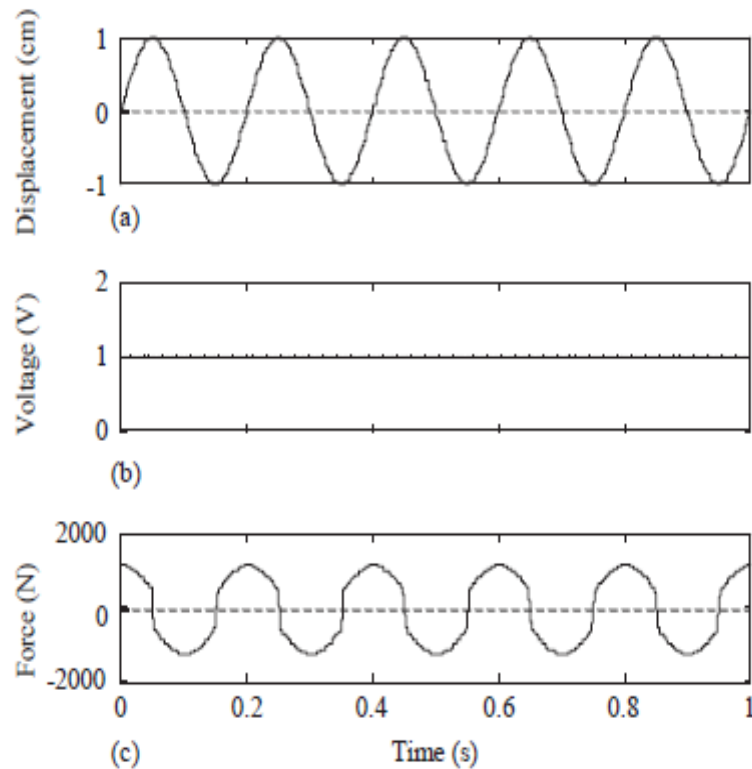 Displacement (cm)
1
0
-1
(a)
Voltage (V)
2
1
0
(b)
Force (N)
2000
0
-2000
0 0.2 0.4 0.6 0.8 1
(c) Time (s)